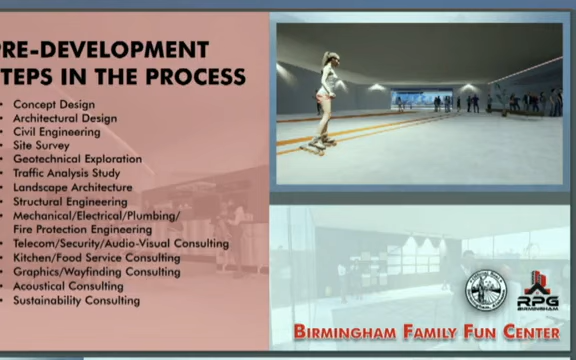 RE-DEVELOPMENT
TEPS IN THE PROCESS
• Concept Design
• Architectural Design
• Civil Engineering
• Site Survey
• Geotechnical Exploration
• Traffic Analysis Study
• Landscape Architecture
• Structural Engineering
• Mechanical/Electrical/Plumbing/
Fire Protection Engineering
• Telecom/Security/Audio-Visual Consulting
• Kitchen/Food Service Consulting
• Graphics/Wayfinding Consulting
• Acoustical Consulting
• Sustainability Consulting
RPG
BIRMINGHAM
BIRMINGHAM FAMILY FUN CENTER